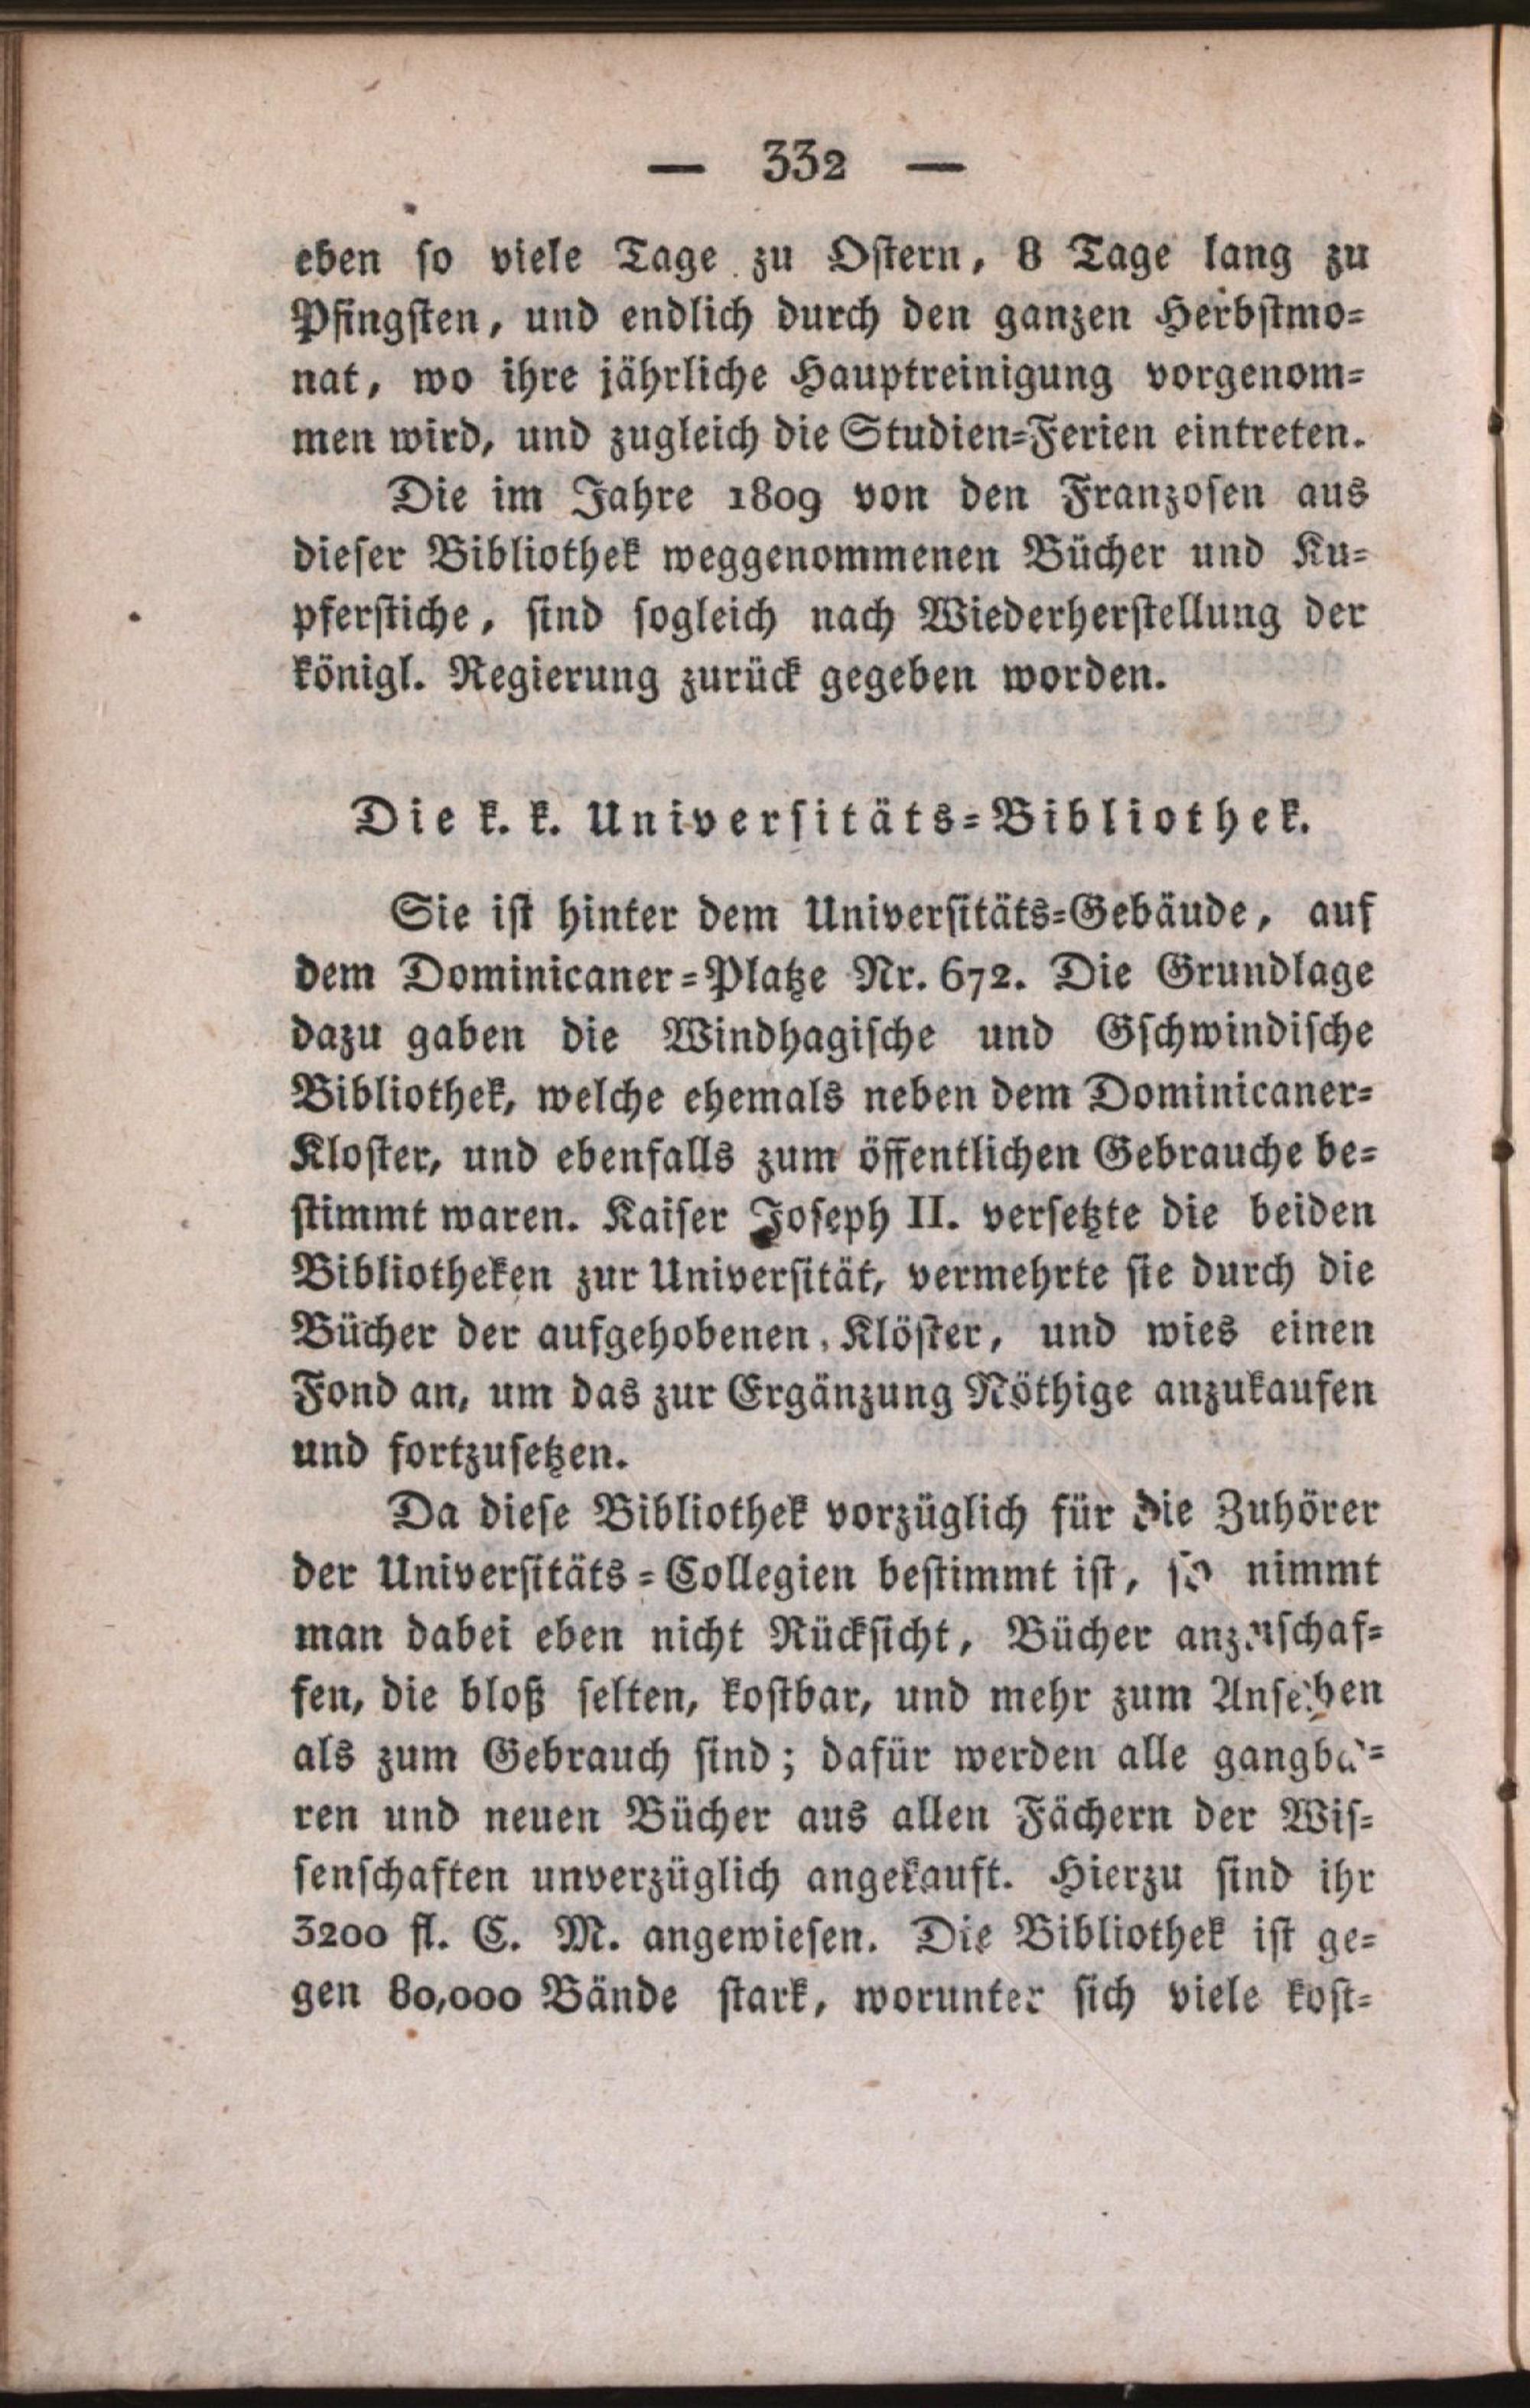 — 332 —
eben so viele Tage zu Ostern, 8 Tage lang zu
Pfingsten, und endlich durch den ganzen Herbstmo-
nat, wo ihre jährliche Hauptreinigung vorgenom-
men wird, und zugleich die Studien-Ferien eintreten.
Die im Jahre 1809 von den Franzosen aus
dieser Bibliothek weggenommenen Bücher und Ku-
pferstiche, sind sogleich nach Wiederherstellung der
königl. Regierung zurück gegeben worden.
Die k. k. Universitäts-Bibliothek.
Sie ist hinter dem Universitäts-Gebäude, auf
dem Dominicaner-Platze Nr. 672. Die Grundlage
dazu gaben die Windhagische und Gschwindische
Bibliothek, welche ehemals neben dem Dominicaner-
Kloster, und ebenfalls zum öffentlichen Gebrauche be-
stimmt waren. Kaiser Joseph II. versetzte die beiden
Bibliotheken zur Universität, vermehrte sie durch die
Bücher der aufgehobenen Klöster, und wies einen
Fond an, um das zur Ergänzung Nöthige anzukaufen
und fortzusetzen.
Da diese Bibliothek vorzüglich für die Zuhörer
der Universitäts-Collegien bestimmt ist, so nimmt
man dabei eben nicht Rücksicht, Bücher anzuschaf-
fen, die bloß selten, kostbar, und mehr zum Ansehen
als zum Gebrauch sind; dafür werden alle gangba-
ren und neuen Bücher aus allen Fächern der Wis-
senschaften unverzüglich angekauft. Hierzu sind ihr
3200 fl. C. M. angewiesen. Die Bibliothek ist ge-
gen 80,000 Bände stark, worunter sich viele kost-